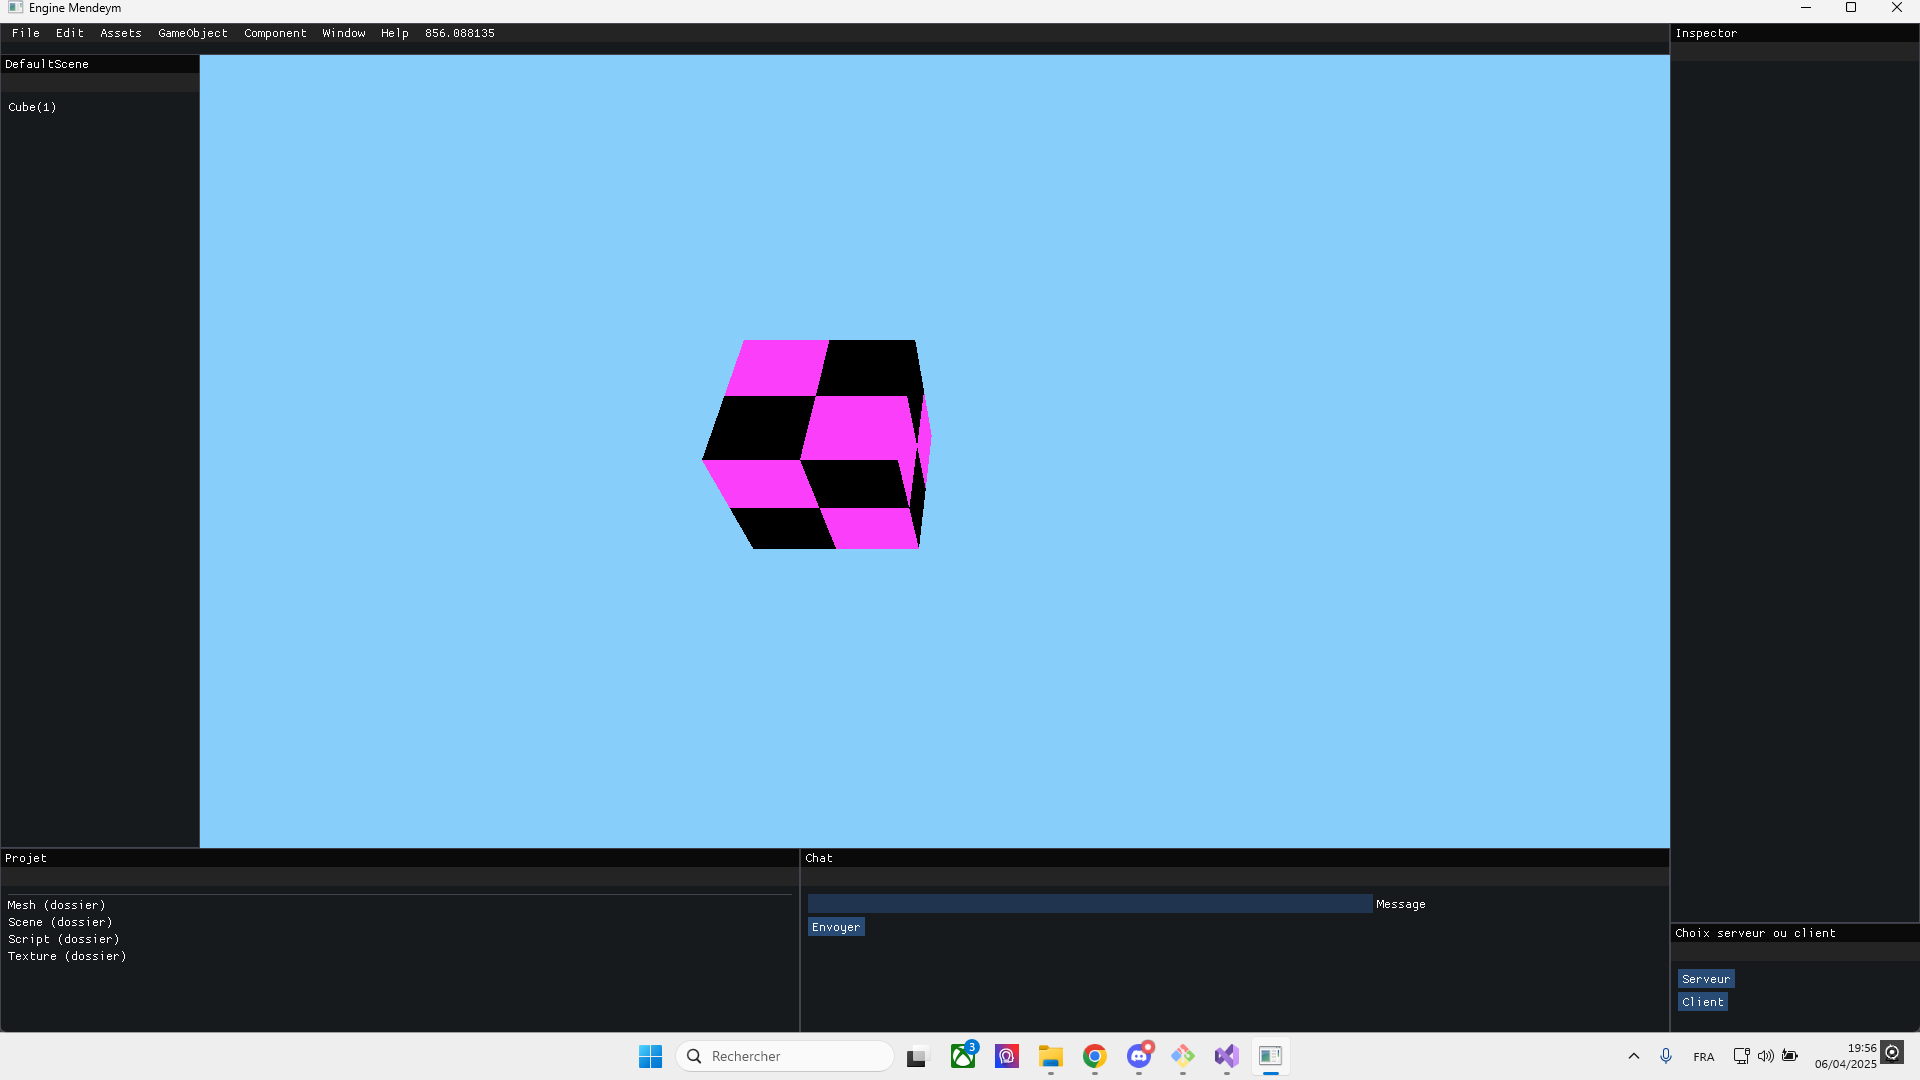 Engine Mendeym
File Edit Assets GameObject Component Window Help 856.088135
Inspector
DefaultScene
Cube(1)
Projet
Mesh (dossier)
Scene (dossier)
Script (dossier)
Texture (dossier)
Chat
Message
Envoyer
Choix serveur ou client
Serveur
Client
Rechercher
3
FRA
19:56
06/04/2025